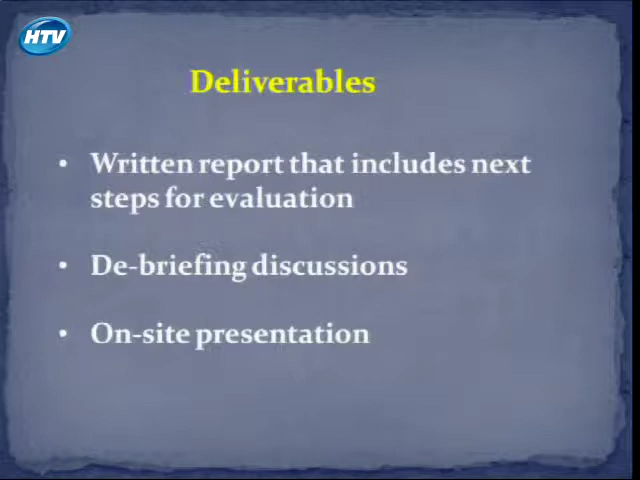 HTV
Deliverables
• Written report that includes next
steps for evaluation
• De-briefing discussions
• On-site presentation